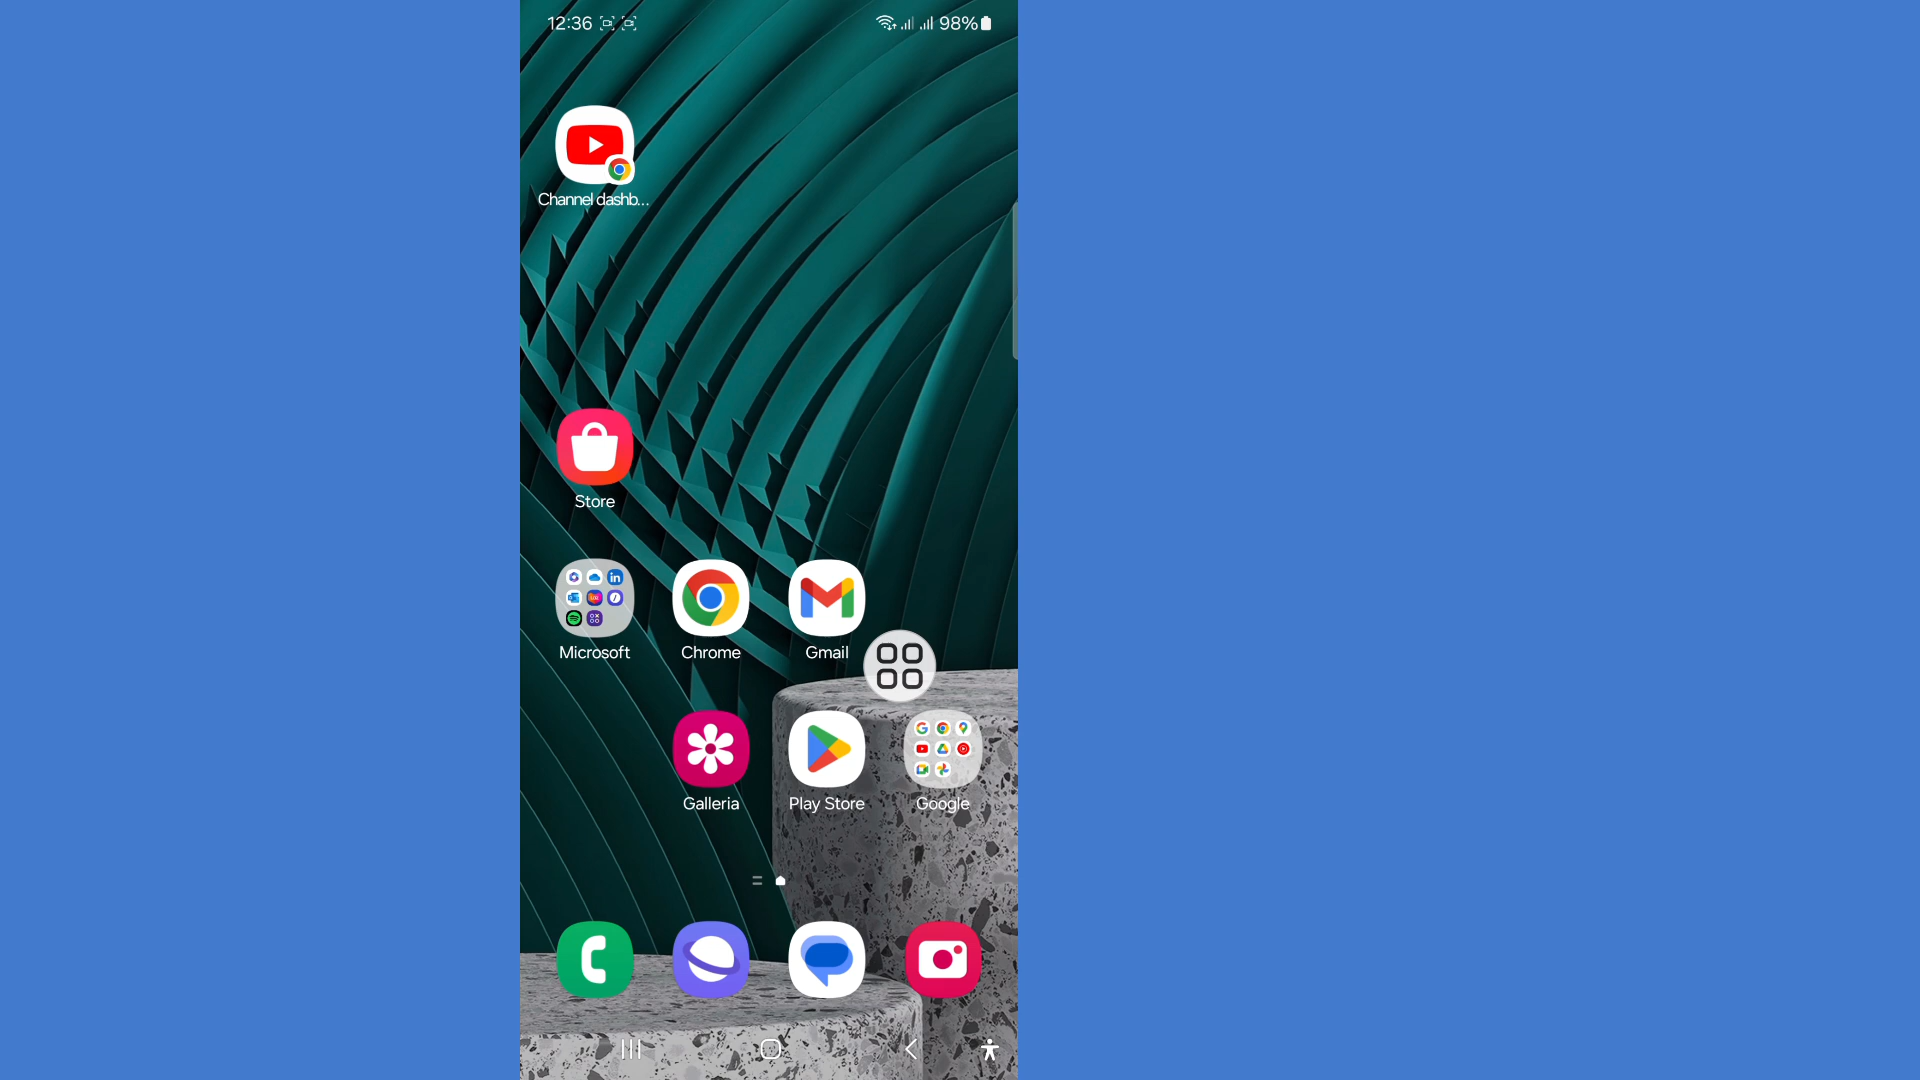 12:36 98%
Channel dashb...
Store
Microsoft Chrome Gmail
Galleria Play Store Google